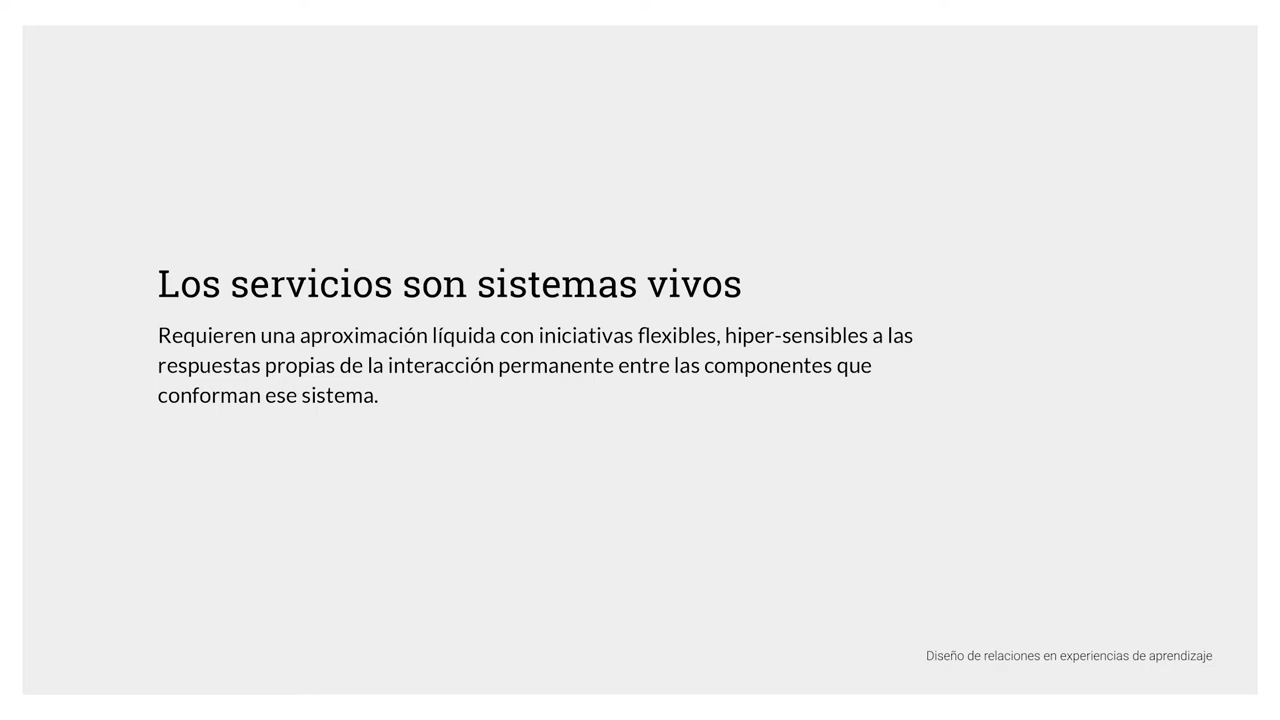 Los servicios son sistemas vivos
Requieren una aproximación líquida con iniciativas flexibles, hiper-sensibles a las
respuestas propias de la interacción permanente entre las componentes que
conforman ese sistema.
Diseño de relaciones en experiencias de aprendizaje